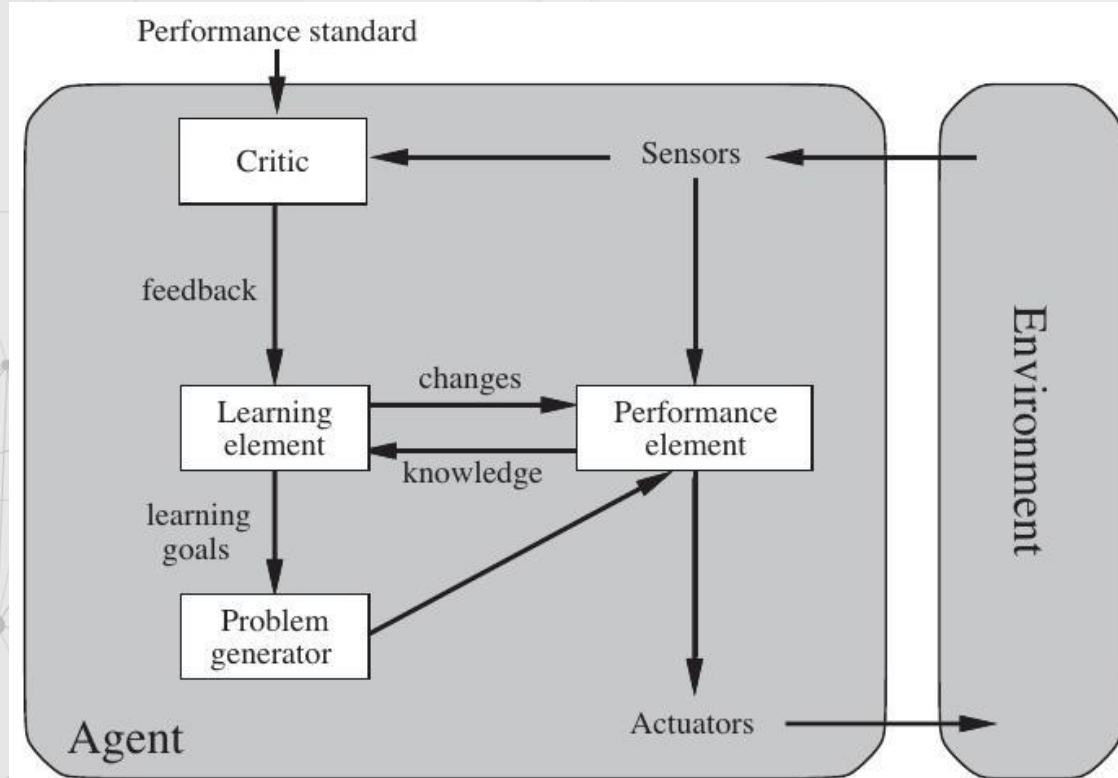 Performance standard
Critic
Sensors
feedback
changes
Learning
element
Performance
element
knowledge
learning
goals
Problem
generator
Agent
Actuators
Environment